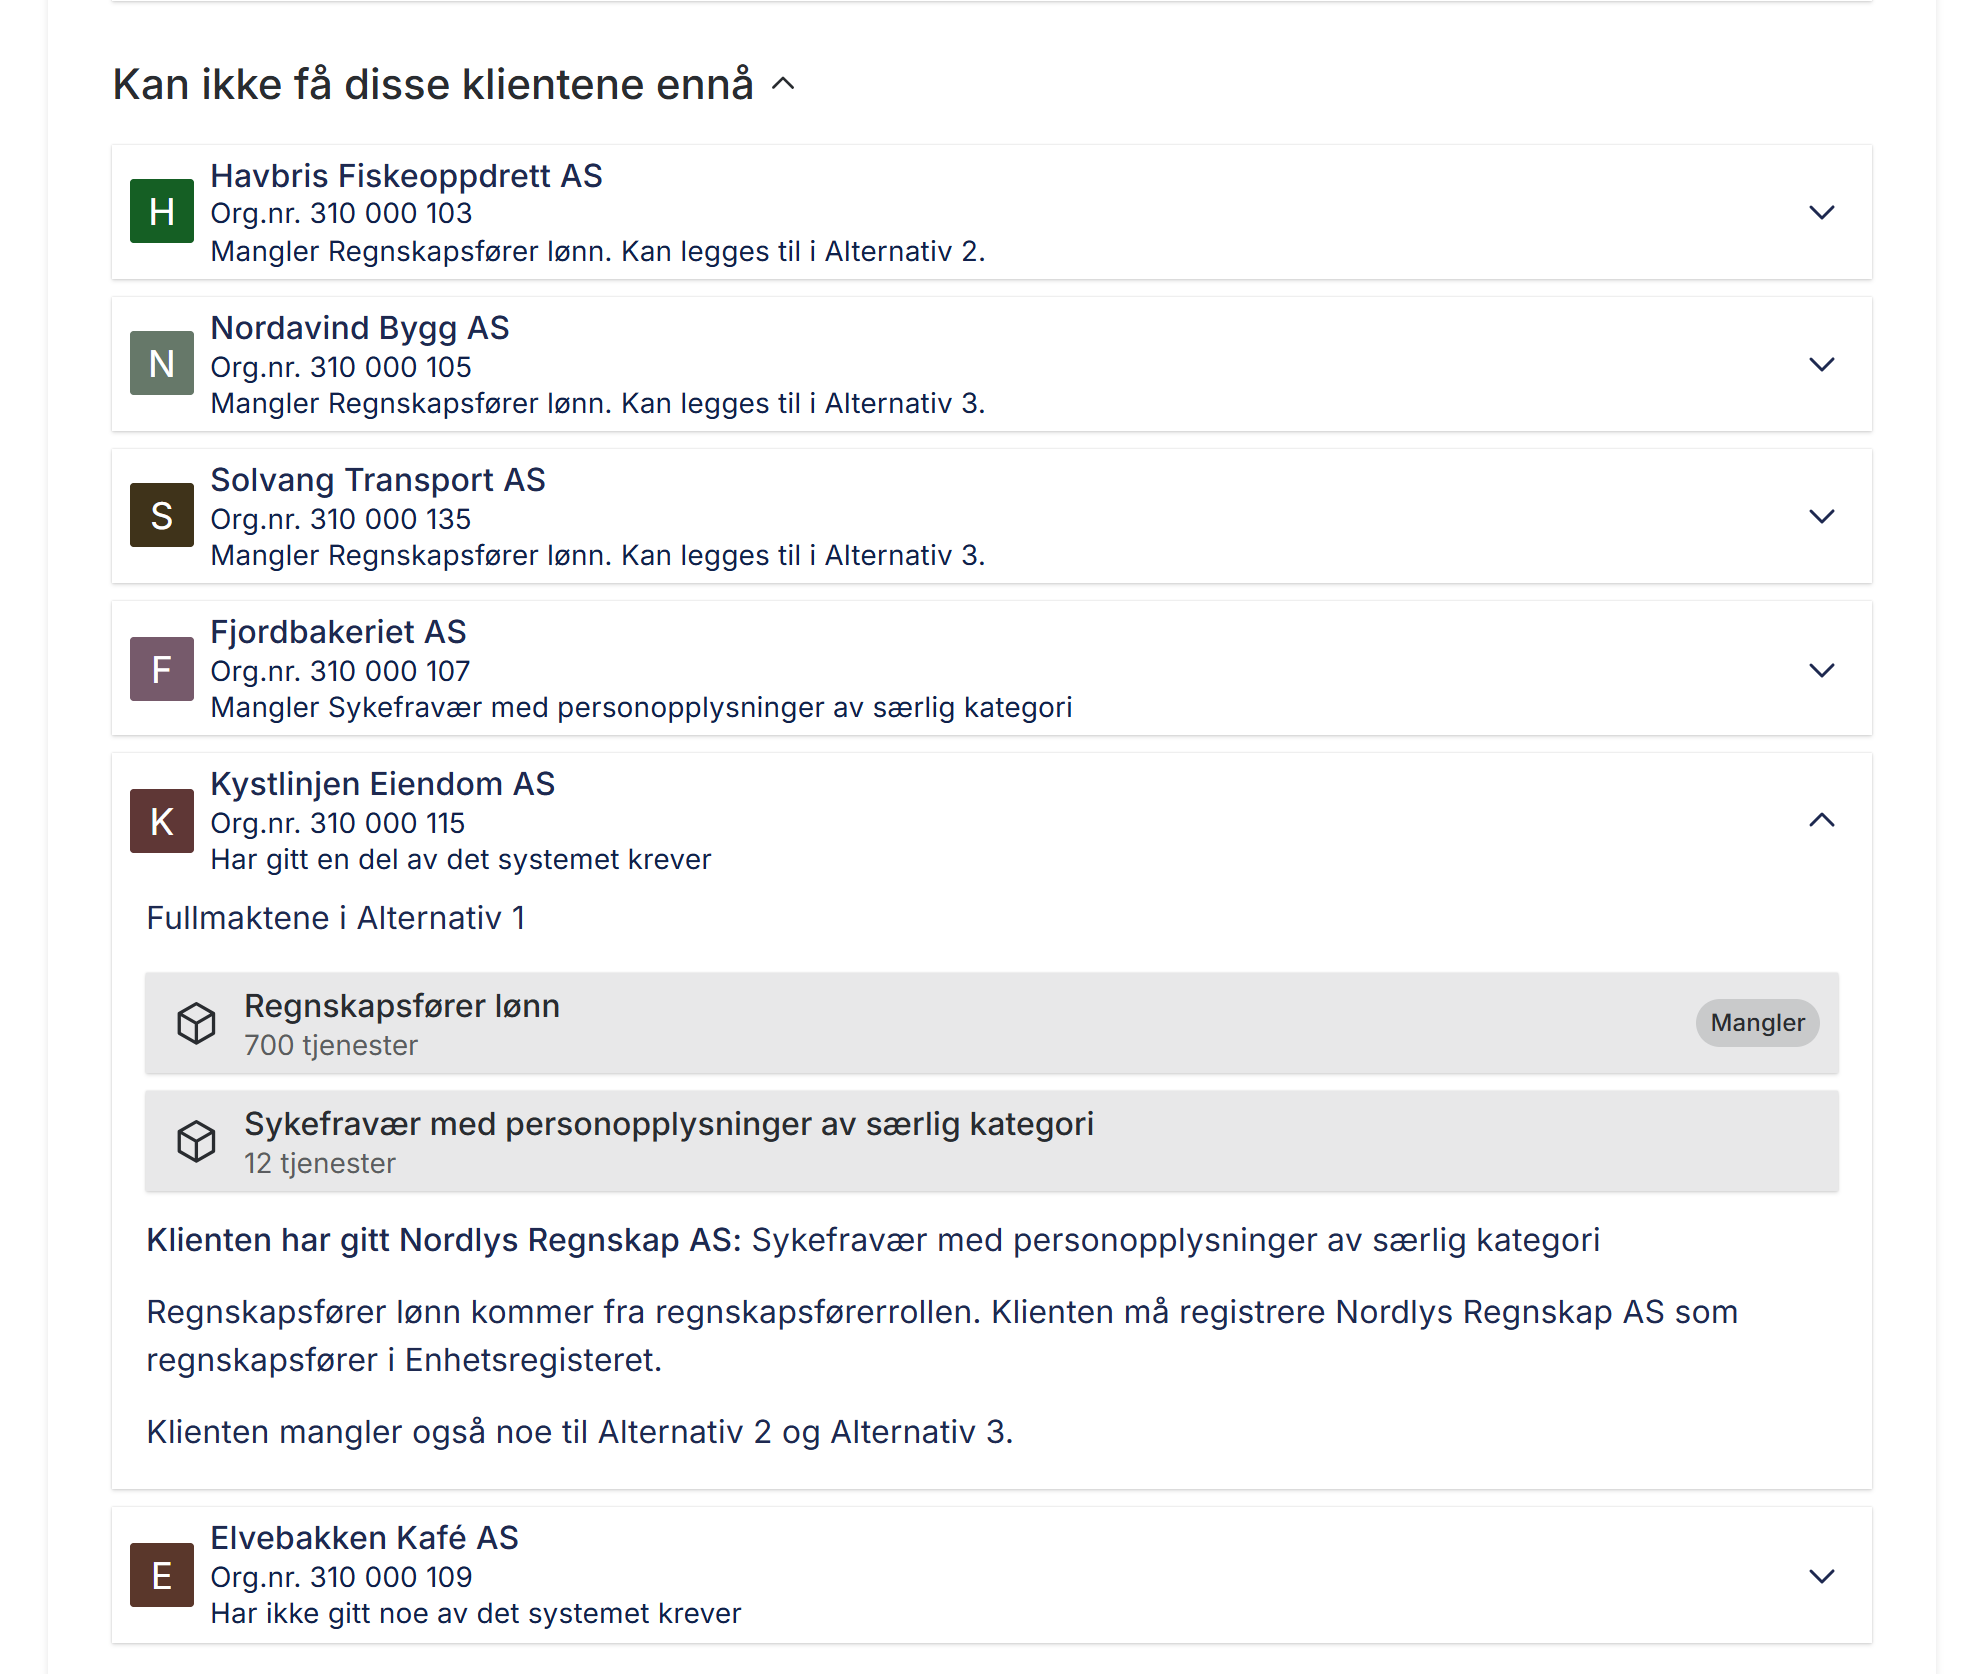 Kan ikke få disse klientene ennå
H
Havbris Fiskeoppdrett AS
Org.nr. 310 000 103
Mangler Regnskapsfører lønn. Kan legges til i Alternativ 2.
N
Nordavind Bygg AS
Org.nr. 310 000 105
Mangler Regnskapsfører lønn. Kan legges til i Alternativ 3.
S
Solvang Transport AS
Org.nr. 310 000 135
Mangler Regnskapsfører lønn. Kan legges til i Alternativ 3.
F
Fjordbakeriet AS
Org.nr. 310 000 107
Mangler Sykefravær med personopplysninger av særlig kategori
K
Kystlinjen Eiendom AS
Org.nr. 310 000 115
Har gitt en del av det systemet krever
Fullmaktene i Alternativ 1
Regnskapsfører lønn
700 tjenester
Mangler
Sykefravær med personopplysninger av særlig kategori
12 tjenester
Klienten har gitt Nordlys Regnskap AS: Sykefravær med personopplysninger av særlig kategori
Regnskapsfører lønn kommer fra regnskapsførerrollen. Klienten må registrere Nordlys Regnskap AS som
regnskapsfører i Enhetsregisteret.
Klienten mangler også noe til Alternativ 2 og Alternativ 3.
E
Elvebakken Kafé AS
Org.nr. 310 000 109
Har ikke gitt noe av det systemet krever